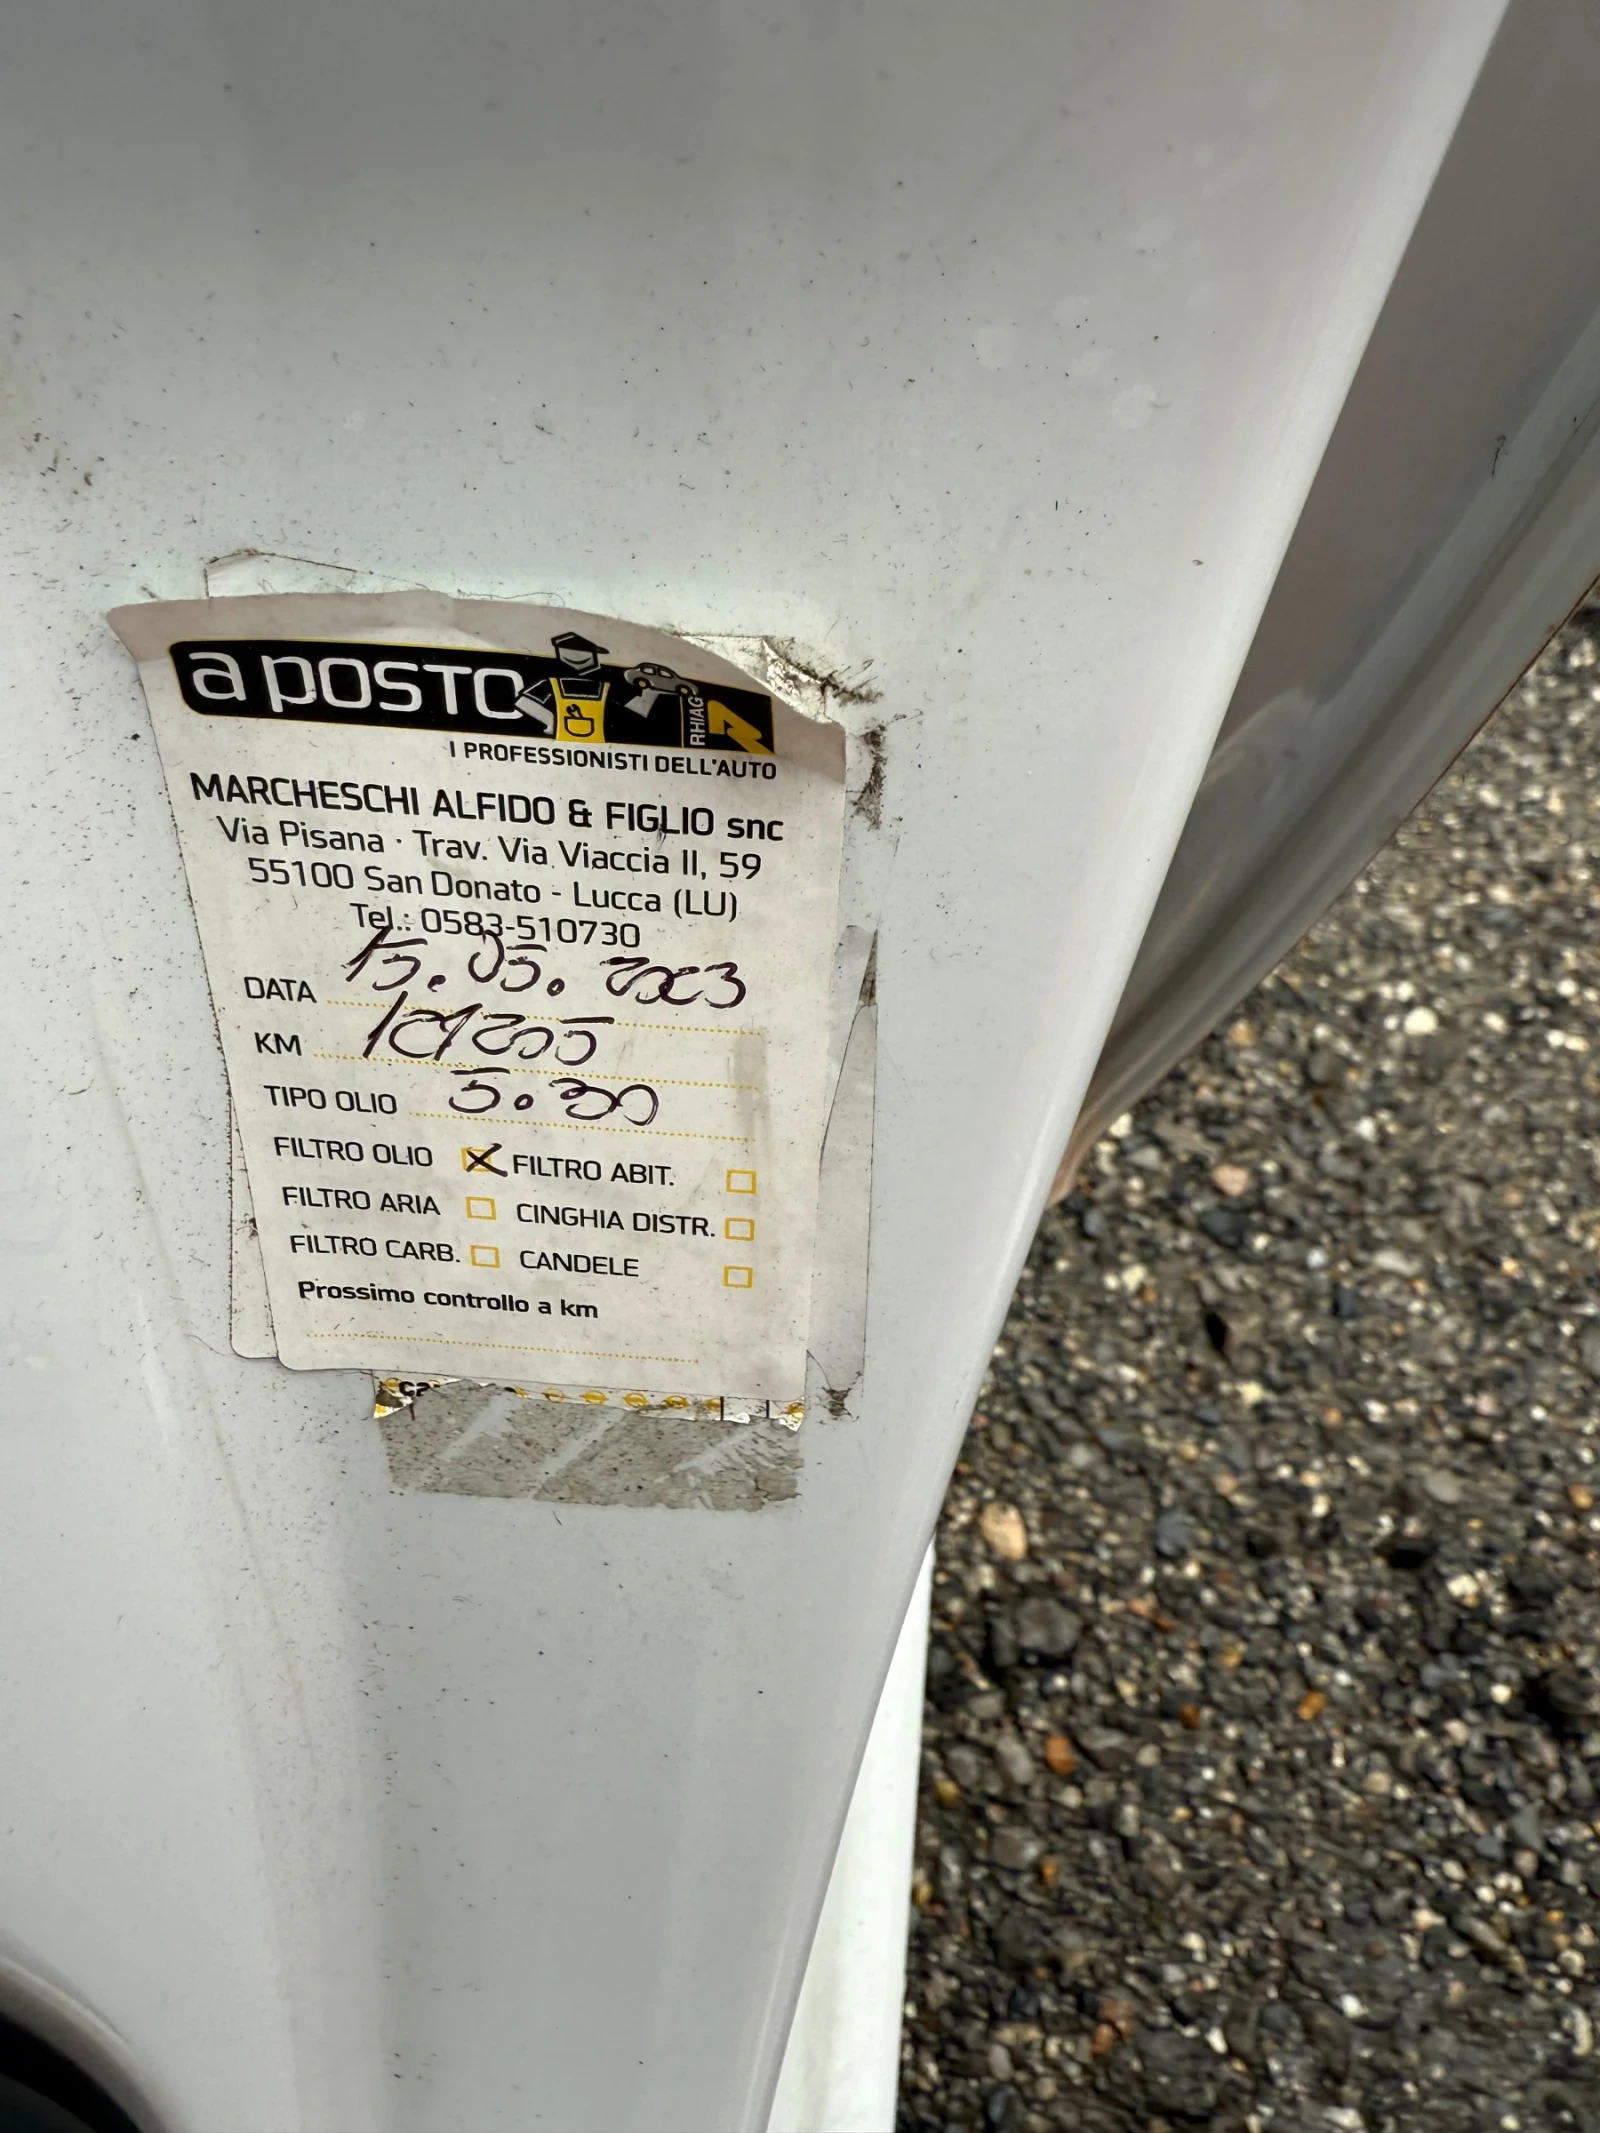 a posto
RHIAG
I PROFESSIONISTI DELL'AUTO
MARCHESCHI ALFIDO & FIGLIO snc
Via Pisana · Trav. Via Viaccia II, 59
55100 San Donato - Lucca (LU)
Tel.: 0583-510730
DATA 15.05.2023
KM
TIPO OLIO 5.30
FILTRO OLIO X FILTRO ABIT.
FILTRO ARIA CINGHIA DISTR.
FILTRO CARB. CANDELE
Prossimo controllo a km